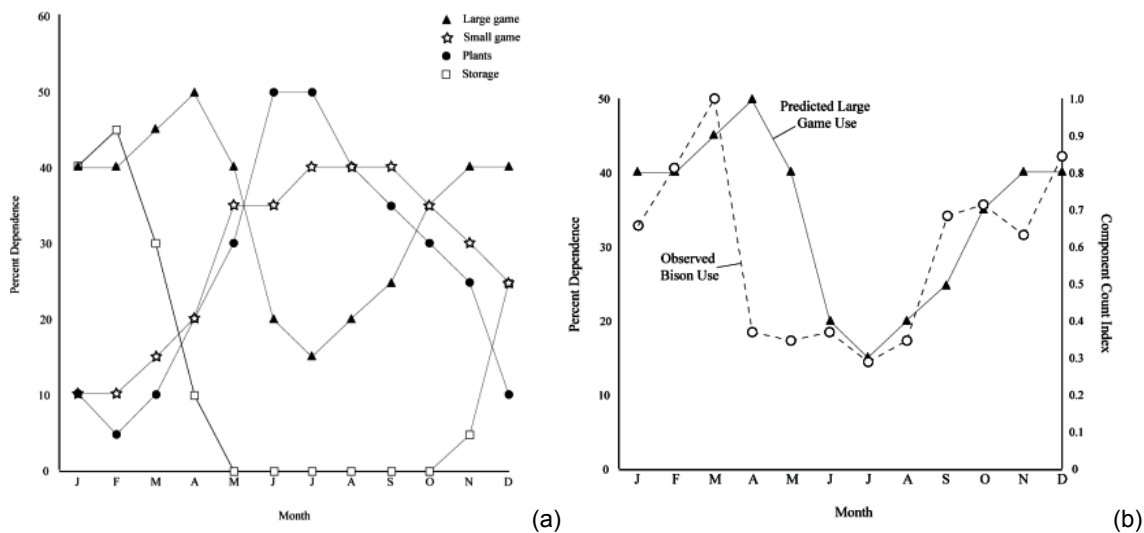 60
50
40
30
20
10
0
Percent Dependence
Large game
Small game
Plants
Storage
J F M A M J J A S O N D
Month
(a)
50
40
30
20
10
0
Percent Dependence
Predicted Large
Game Use
Observed
Bison Use
1.0
0.9
0.8
0.7
0.6
0.5
0.4
0.3
0.2
0.1
0
Component Count Index
J F M A M J J A S O N D
Month
(b)